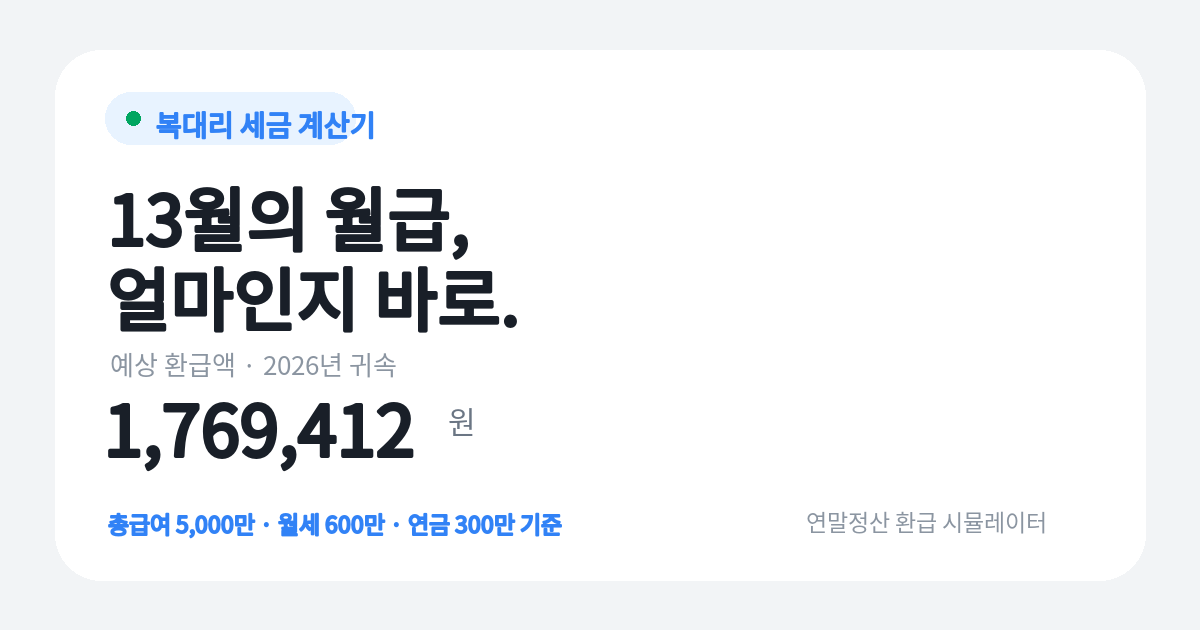 복대리 세금 계산기
13월의 월급,
얼마인지 바로.
예상 환급액 · 2026년 귀속
1,769,412 원
총급여 5,000만 · 월세 600만 · 연금 300만 기준
연말정산 환급 시뮬레이터